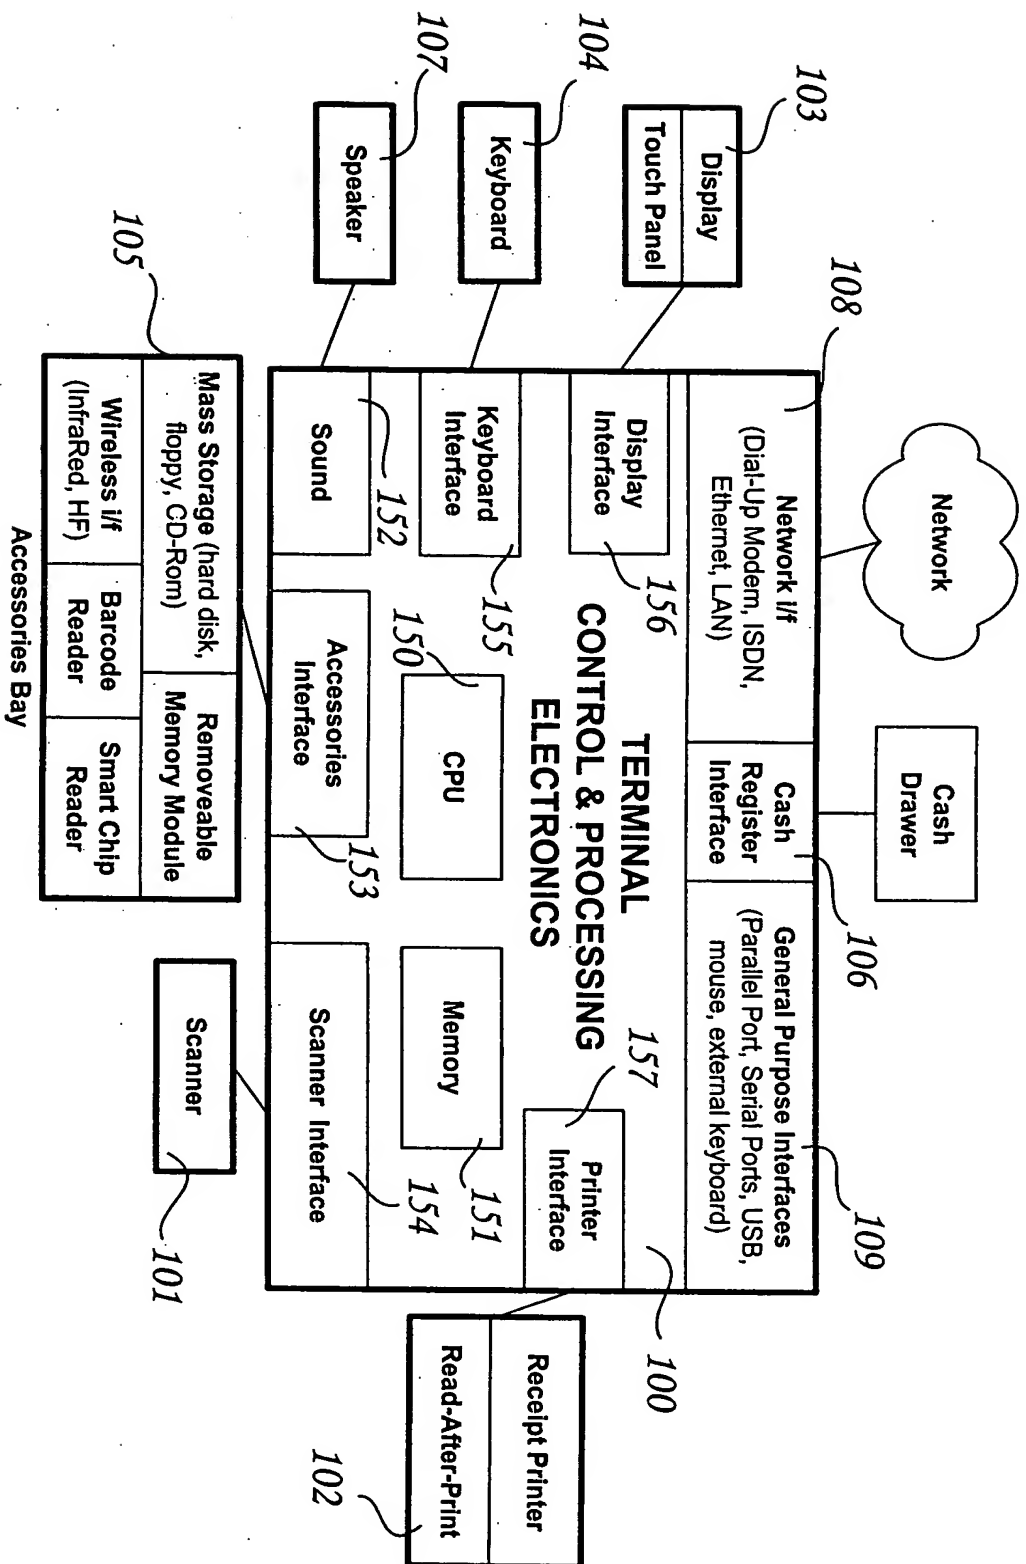 Network
Cash
Drawer
108
106
109
Network i/f
(Dial-Up Modem, ISDN,
Ethernet, LAN)
Cash
Register
Interface
General Purpose Interfaces
(Parallel Port, Serial Ports, USB,
mouse, external keyboard)
103
Display
Touch Panel
Display
Interface
156
TERMINAL
CONTROL & PROCESSING
ELECTRONICS
157
100
Printer
Interface
Receipt Printer
Read-After-Print
102
104
Keyboard
Keyboard
Interface
155
150
CPU
Memory
151
107
Speaker
Sound
152
Accessories
Interface
153
Scanner Interface
154
105
Mass Storage (hard disk,
floppy, CD-Rom)
Removeable
Memory Module
Wireless i/f
(InfraRed, HF)
Barcode
Reader
Smart Chip
Reader
Accessories Bay
Scanner
101